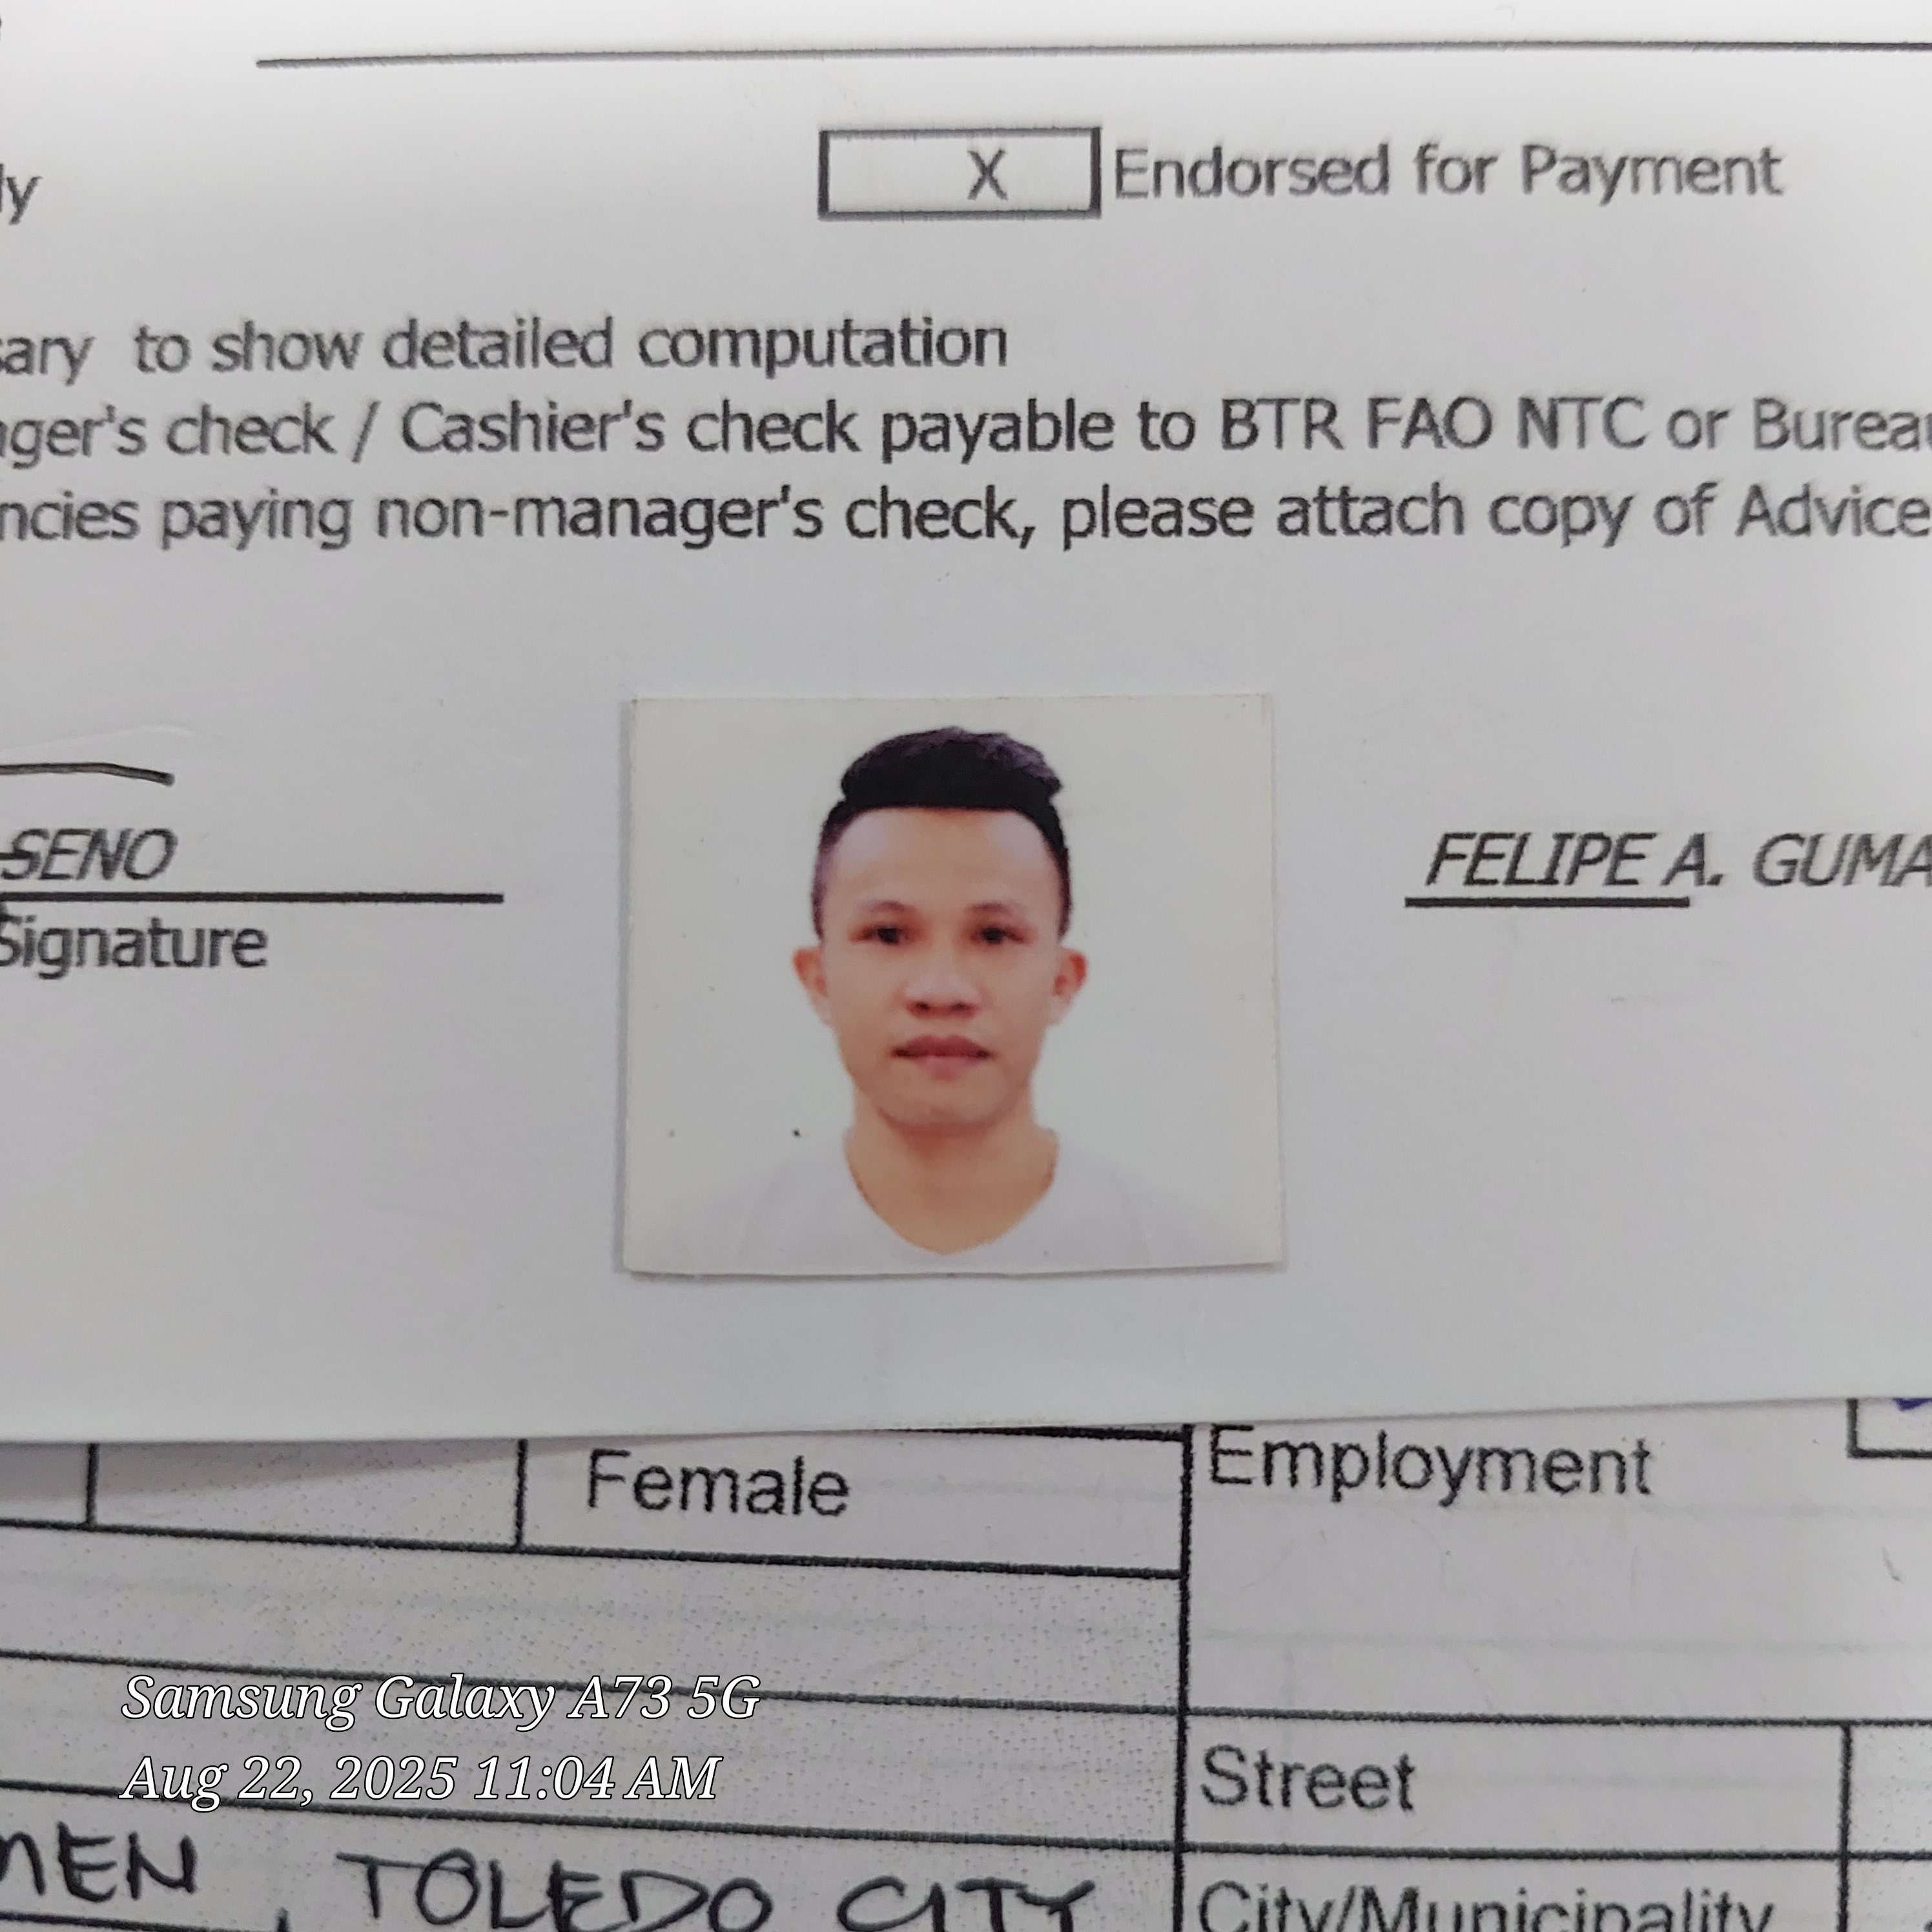 ly
X Endorsed for Payment
sary to show detailed computation
ager's check / Cashier's check payable to BTR FAO NTC or Bureau
ncies paying non-manager's check, please attach copy of Advice
SENO
FELIPE A. GUMA
Signature
Female
Employment
Samsung Galaxy A73 5G
Aug 22, 2025 11:04 AM
Street
MEN, TOLEDO CITY
City/Municipality